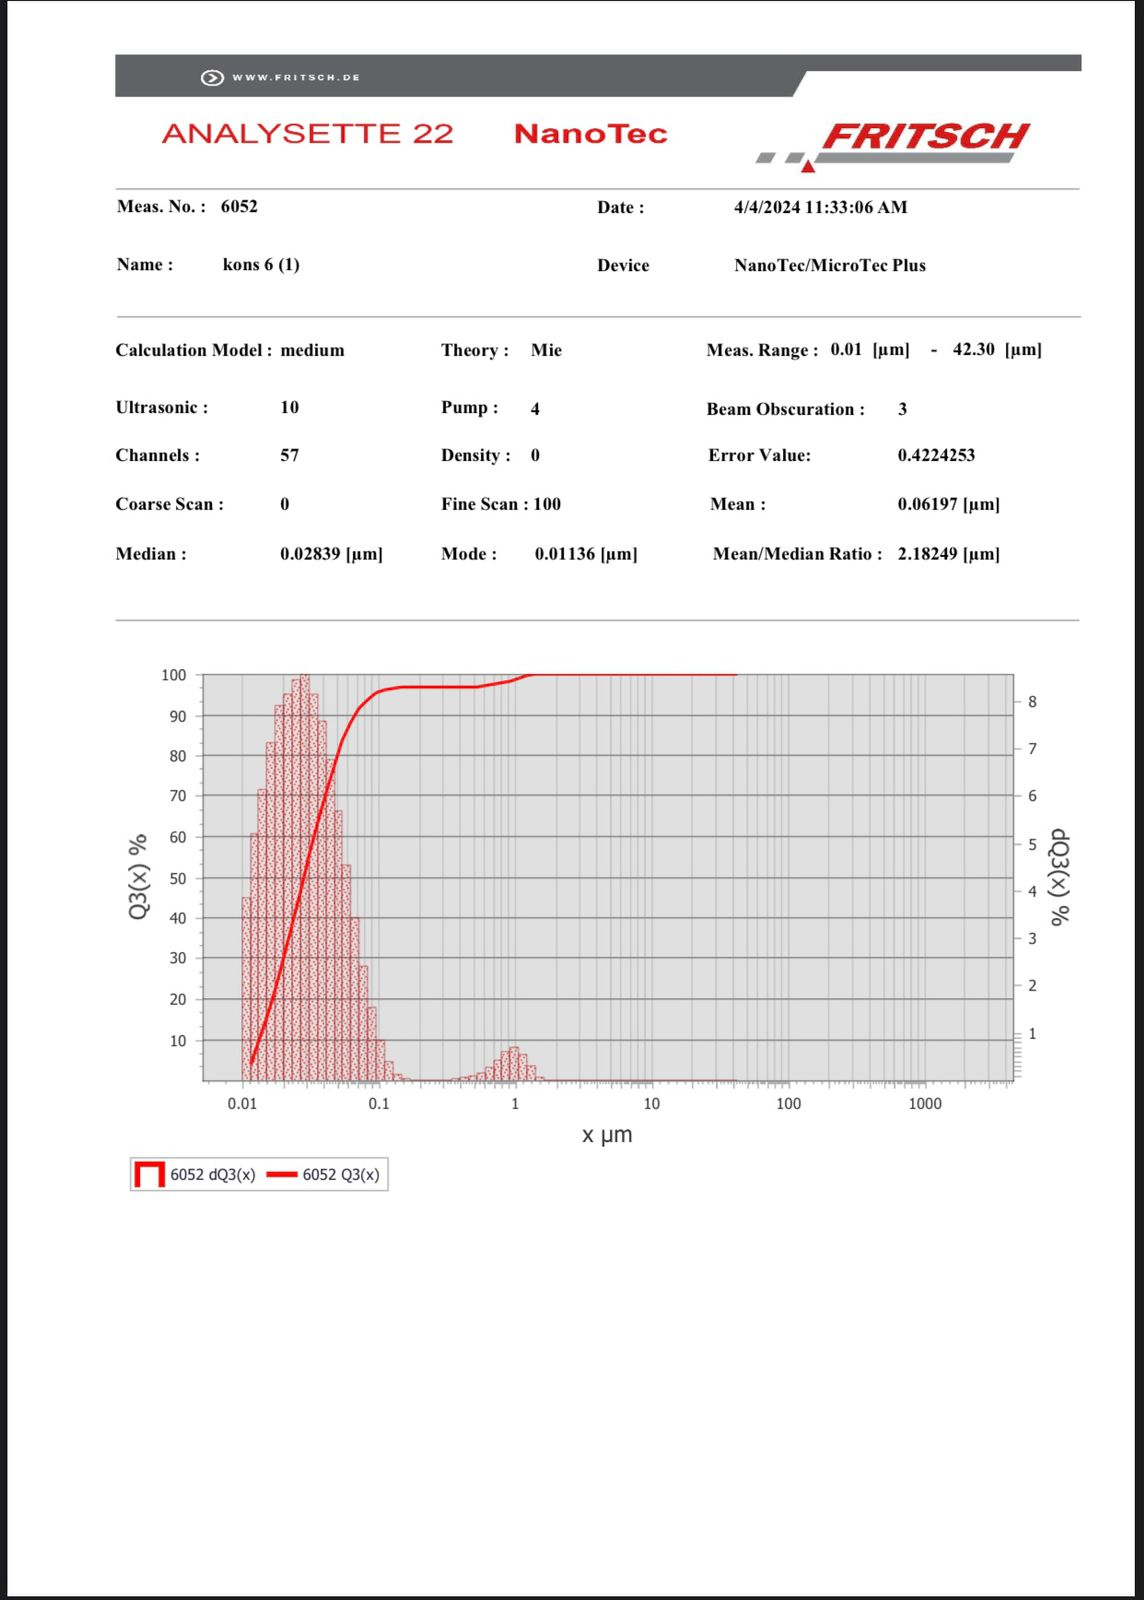 WWW.FRITSCH.DE
ANALYSETTE 22 NanoTec FRITSCH
Meas. No. : 6052 Date : 4/4/2024 11:33:06 AM
Name : kons 6 (1) Device NanoTec/MicroTec Plus
Calculation Model : medium Theory : Mie Meas. Range : 0.01 [µm] - 42.30 [µm]
Ultrasonic : 10 Pump : 4 Beam Obscuration : 3
Channels : 57 Density : 0 Error Value: 0.4224253
Coarse Scan : 0 Fine Scan : 100 Mean : 0.06197 [µm]
Median : 0.02839 [µm] Mode : 0.01136 [µm] Mean/Median Ratio : 2.18249 [µm]
100
90
80
70
60
50
40
30
20
10
Q3(x) %
8
7
6
5
4
3
2
1
dQ3(x) %
0.01 0.1 1 10 100 1000
x µm
6052 dQ3(x) 6052 Q3(x)